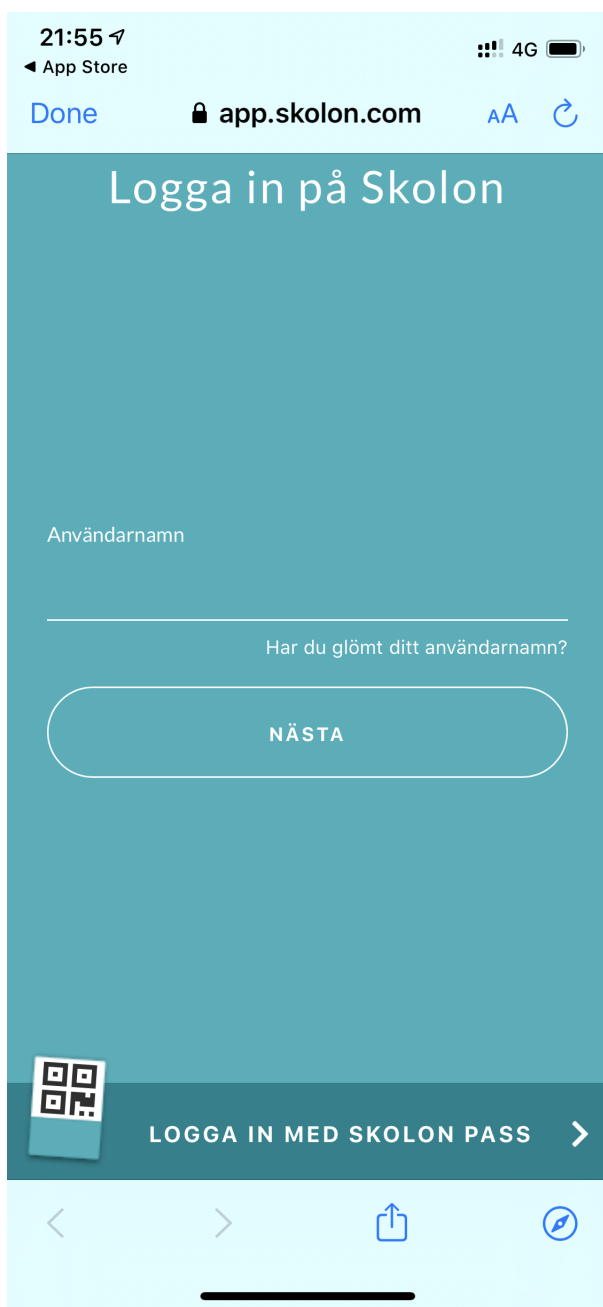 21:55
◀ App Store
4G
Done
app.skolon.com
AA
Logga in på Skolon
Användarnamn
Har du glömt ditt användarnamn?
NÄSTA
LOGGA IN MED SKOLON PASS